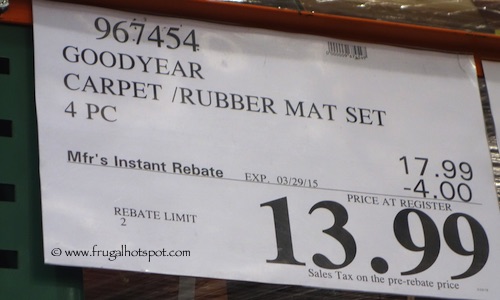 967454
GOODYEAR
CARPET /RUBBER MAT SET
4 PC
17.99
Mfr's Instant Rebate EXP. 03/29/15 -4.00
PRICE AT REGISTER
REBATE LIMIT
2
13.99
Sales Tax on the pre-rebate price
© www.frugalhotspot.com